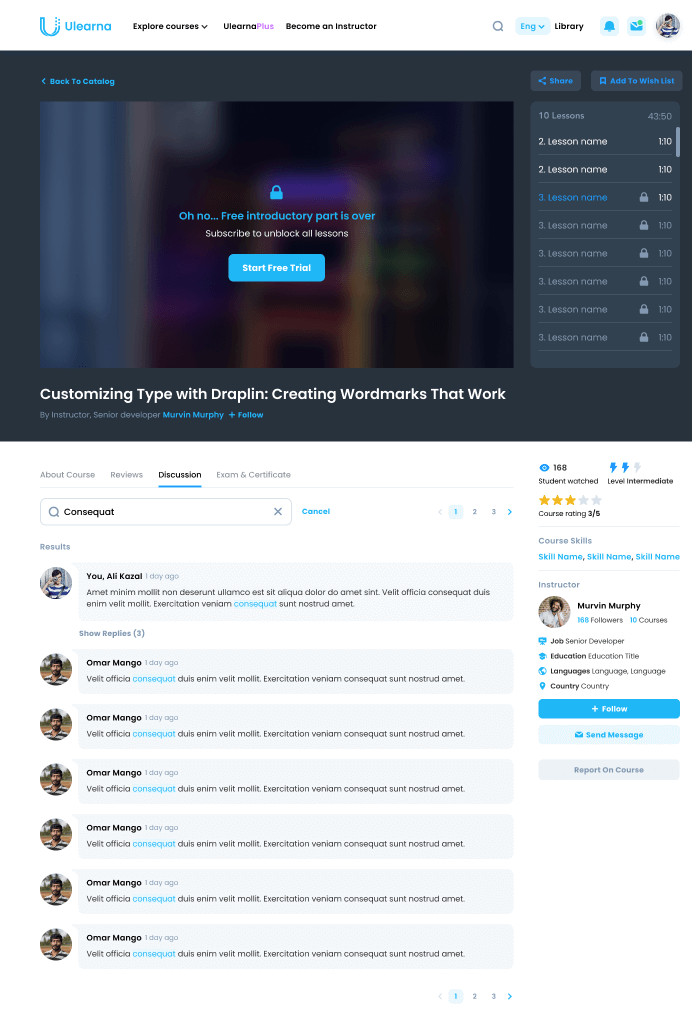 Ulearna
Explore courses
UlearnaPlus
Become an Instructor
Eng
Library
Back To Catalog
Share
Add To Wish List
Oh no... Free introductory part is over
Subscribe to unblock all lessons
Start Free Trial
10 Lessons 43:50
2. Lesson name 1:10
2. Lesson name 1:10
3. Lesson name 1:10
3. Lesson name 1:10
3. Lesson name 1:10
3. Lesson name 1:10
3. Lesson name 1:10
3. Lesson name 1:10
Customizing Type with Draplin: Creating Wordmarks That Work
By Instructor, Senior developer Murvin Murphy + Follow
About Course Reviews Discussion Exam & Certificate
Consequat
Cancel
1 2 3
Results
You, Ali Kazal 1 day ago
Amet minim mollit non deserunt ullamco est sit aliqua dolor do amet sint. Velit officia consequat duis
enim velit mollit. Exercitation veniam consequat sunt nostrud amet.
Show Replies (3)
Omar Mango 1 day ago
Velit officia consequat duis enim velit mollit. Exercitation veniam consequat sunt nostrud amet.
Omar Mango 1 day ago
Velit officia consequat duis enim velit mollit. Exercitation veniam consequat sunt nostrud amet.
Omar Mango 1 day ago
Velit officia consequat duis enim velit mollit. Exercitation veniam consequat sunt nostrud amet.
Omar Mango 1 day ago
Velit officia consequat duis enim velit mollit. Exercitation veniam consequat sunt nostrud amet.
Omar Mango 1 day ago
Velit officia consequat duis enim velit mollit. Exercitation veniam consequat sunt nostrud amet.
Omar Mango 1 day ago
Velit officia consequat duis enim velit mollit. Exercitation veniam consequat sunt nostrud amet.
1 2 3
168
Student watched
Level Intermediate
Course rating 3/5
Course Skills
Skill Name, Skill Name, Skill Name
Instructor
Murvin Murphy
168 Followers 10 Courses
Job Senior Developer
Education Education Title
Languages Language, Language
Country Country
+ Follow
Send Message
Report On Course